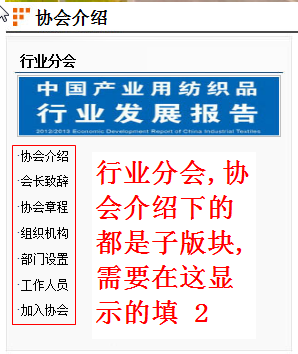 协会介绍
行业分会
中国产业用纺织品
行业发展报告
2012/2013 Economic Development Report of China Industrial Textiles
·协会介绍
·会长致辞
·协会章程
·组织机构
·部门设置
·工作人员
·加入协会
行业分会,协
会介绍下的
都是子版块,
需要在这显
示的填 2